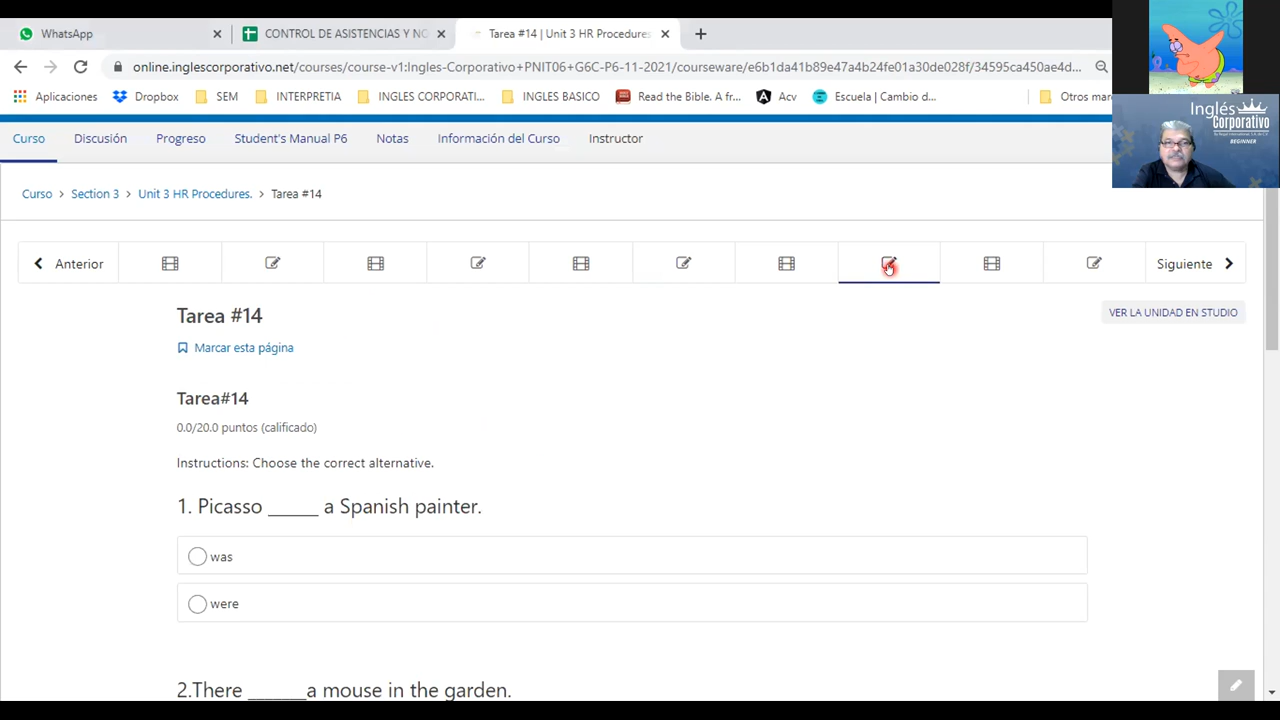 WhatsApp
CONTROL DE ASISTENCIAS Y NO
Tarea #14 | Unit 3 HR Procedures.
online.inglescorporativo.net/courses/course-v1:Ingles-Corporativo+PNIT06+G6C-P6-11-2021/courseware/e6b1da41b89e47a4b24fe01a30de028f/34595ca450ae4d...
Aplicaciones
Dropbox
SEM
INTERPRETIA
INGLES CORPORATI...
INGLES BASICO
Read the Bible. A fr...
Acv
Escuela | Cambio d...
Otros mar
Inglés
Corporativo
BEGINNER
Curso
Discusión
Progreso
Student's Manual P6
Notas
Información del Curso
Instructor
Curso > Section 3 > Unit 3 HR Procedures. > Tarea #14
Anterior
Siguiente
Tarea #14
VER LA UNIDAD EN STUDIO
Marcar esta página
Tarea#14
0.0/20.0 puntos (calificado)
Instructions: Choose the correct alternative.
1. Picasso ______ a Spanish painter.
was
were
2.There _______a mouse in the garden.